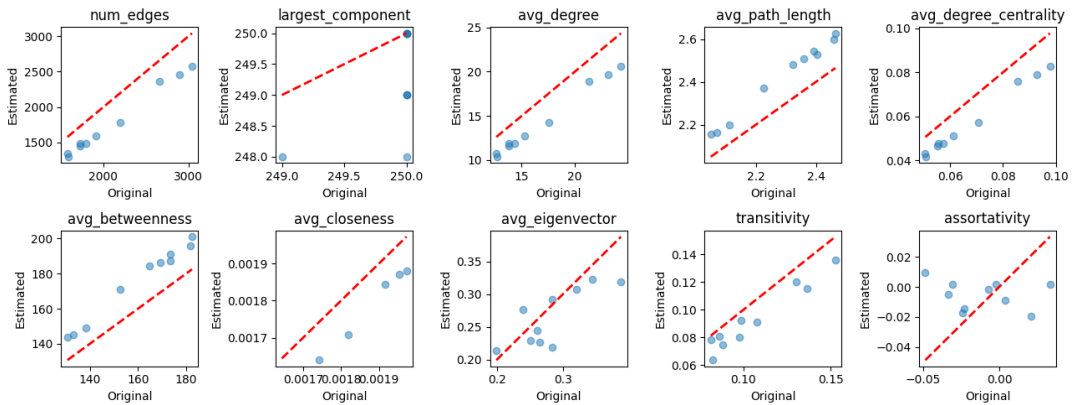 num_edges
Estimated
3000
2500
2000
1500
2000
3000
Original
largest_component
Estimated
250.0
249.5
249.0
248.5
248.0
249.0
249.5
250.0
Original
avg_degree
Estimated
25
20
15
10
15
20
Original
avg_path_length
Estimated
2.6
2.4
2.2
2.2
2.4
Original
avg_degree_centrality
Estimated
0.10
0.08
0.06
0.04
0.06
0.08
0.10
Original
avg_betweenness
Estimated
200
180
160
140
140
160
180
Original
avg_closeness
Estimated
0.0019
0.0018
0.0017
0.0017
0.0018
0.0019
Original
avg_eigenvector
Estimated
0.35
0.30
0.25
0.20
0.2
0.3
Original
transitivity
Estimated
0.14
0.12
0.10
0.08
0.06
0.10
0.15
Original
assortativity
Estimated
0.02
0.00
−0.02
−0.04
−0.05
0.00
Original